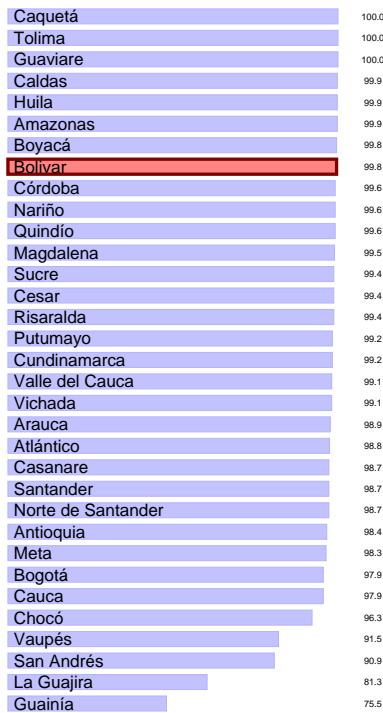 Caquetá 100.0
Tolima 100.0
Guaviare 100.0
Caldas 99.9
Huila 99.9
Amazonas 99.9
Boyacá 99.8
Bolivar 99.8
Córdoba 99.6
Nariño 99.6
Quindío 99.6
Magdalena 99.5
Sucre 99.4
Cesar 99.4
Risaralda 99.4
Putumayo 99.2
Cundinamarca 99.2
Valle del Cauca 99.1
Vichada 99.1
Arauca 98.9
Atlántico 98.8
Casanare 98.7
Santander 98.7
Norte de Santander 98.7
Antioquia 98.4
Meta 98.3
Bogotá 97.9
Cauca 97.9
Chocó 96.3
Vaupés 91.5
San Andrés 90.9
La Guajira 81.3
Guainía 75.5